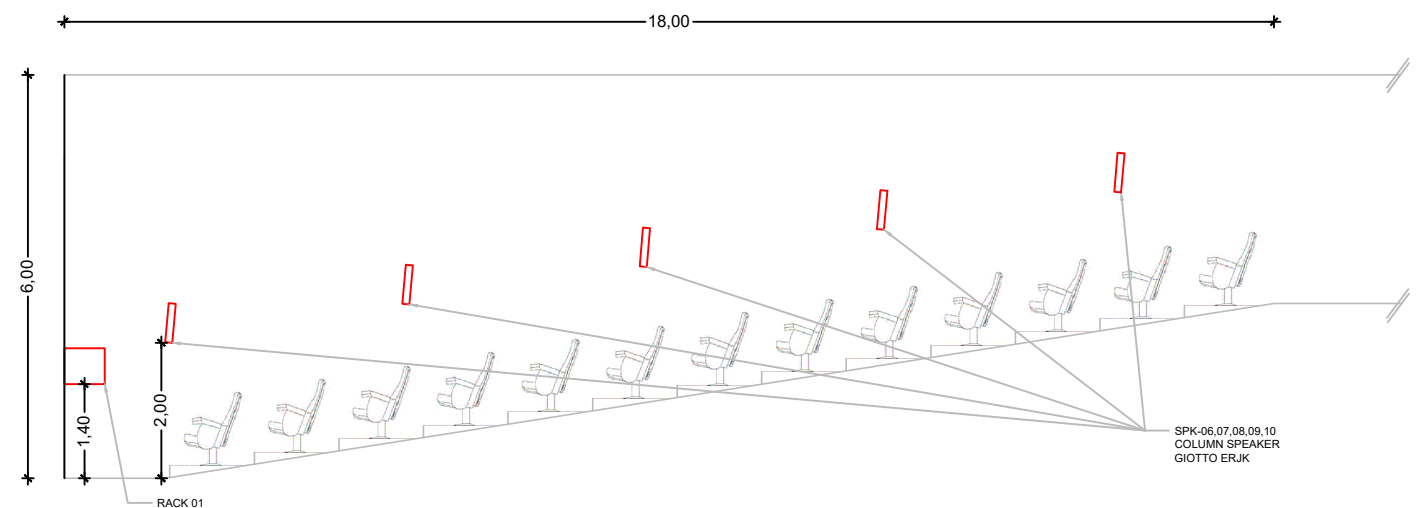 18,00
6,00
1,40
2,00
SPK-06,07,08,09,10
COLUMN SPEAKER
GIOTTO ERJK
RACK 01